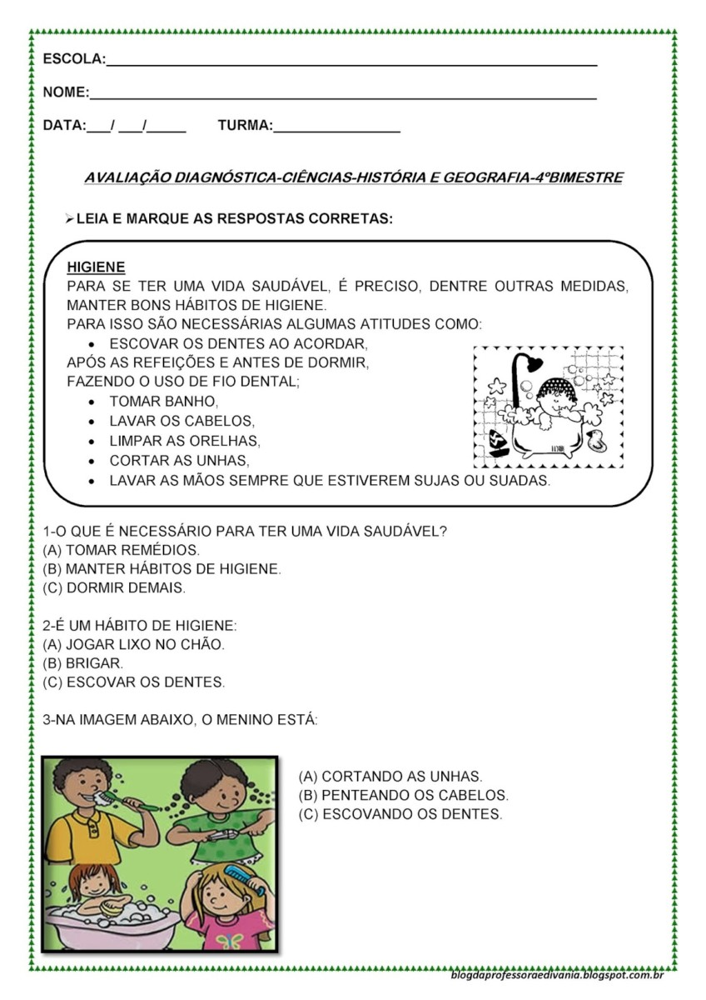 ESCOLA:___________________________________________
NOME:___________________________________________
DATA:___/ ___/_____ TURMA:________________
AVALIAÇÃO DIAGNÓSTICA-CIÊNCIAS-HISTÓRIA E GEOGRAFIA-4ºBIMESTRE
➢LEIA E MARQUE AS RESPOSTAS CORRETAS:
HIGIENE
PARA SE TER UMA VIDA SAUDÁVEL, É PRECISO, DENTRE OUTRAS MEDIDAS,
MANTER BONS HÁBITOS DE HIGIENE.
PARA ISSO SÃO NECESSÁRIAS ALGUMAS ATITUDES COMO:
• ESCOVAR OS DENTES AO ACORDAR,
APÓS AS REFEIÇÕES E ANTES DE DORMIR,
FAZENDO O USO DE FIO DENTAL;
• TOMAR BANHO,
• LAVAR OS CABELOS,
• LIMPAR AS ORELHAS,
• CORTAR AS UNHAS,
• LAVAR AS MÃOS SEMPRE QUE ESTIVEREM SUJAS OU SUADAS.
1-O QUE É NECESSÁRIO PARA TER UMA VIDA SAUDÁVEL?
(A) TOMAR REMÉDIOS.
(B) MANTER HÁBITOS DE HIGIENE.
(C) DORMIR DEMAIS.
2-É UM HÁBITO DE HIGIENE:
(A) JOGAR LIXO NO CHÃO.
(B) BRIGAR.
(C) ESCOVAR OS DENTES.
3-NA IMAGEM ABAIXO, O MENINO ESTÁ:
(A) CORTANDO AS UNHAS.
(B) PENTEANDO OS CABELOS.
(C) ESCOVANDO OS DENTES.
blogdaprofessoraedivania.blogspot.com.br